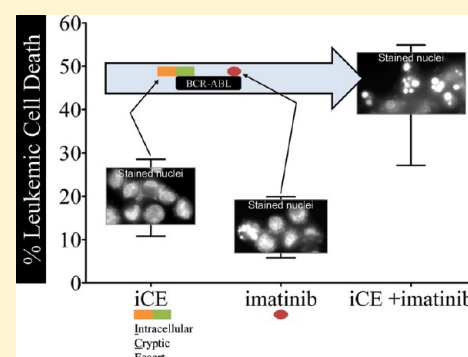 % Leukemic Cell Death
60
50
40
30
20
10
0
BCR-ABL
Stained nuclei
Stained nuclei
Stained nuclei
iCE
imatinib
iCE +imatinib
Intracellular
Cryptic